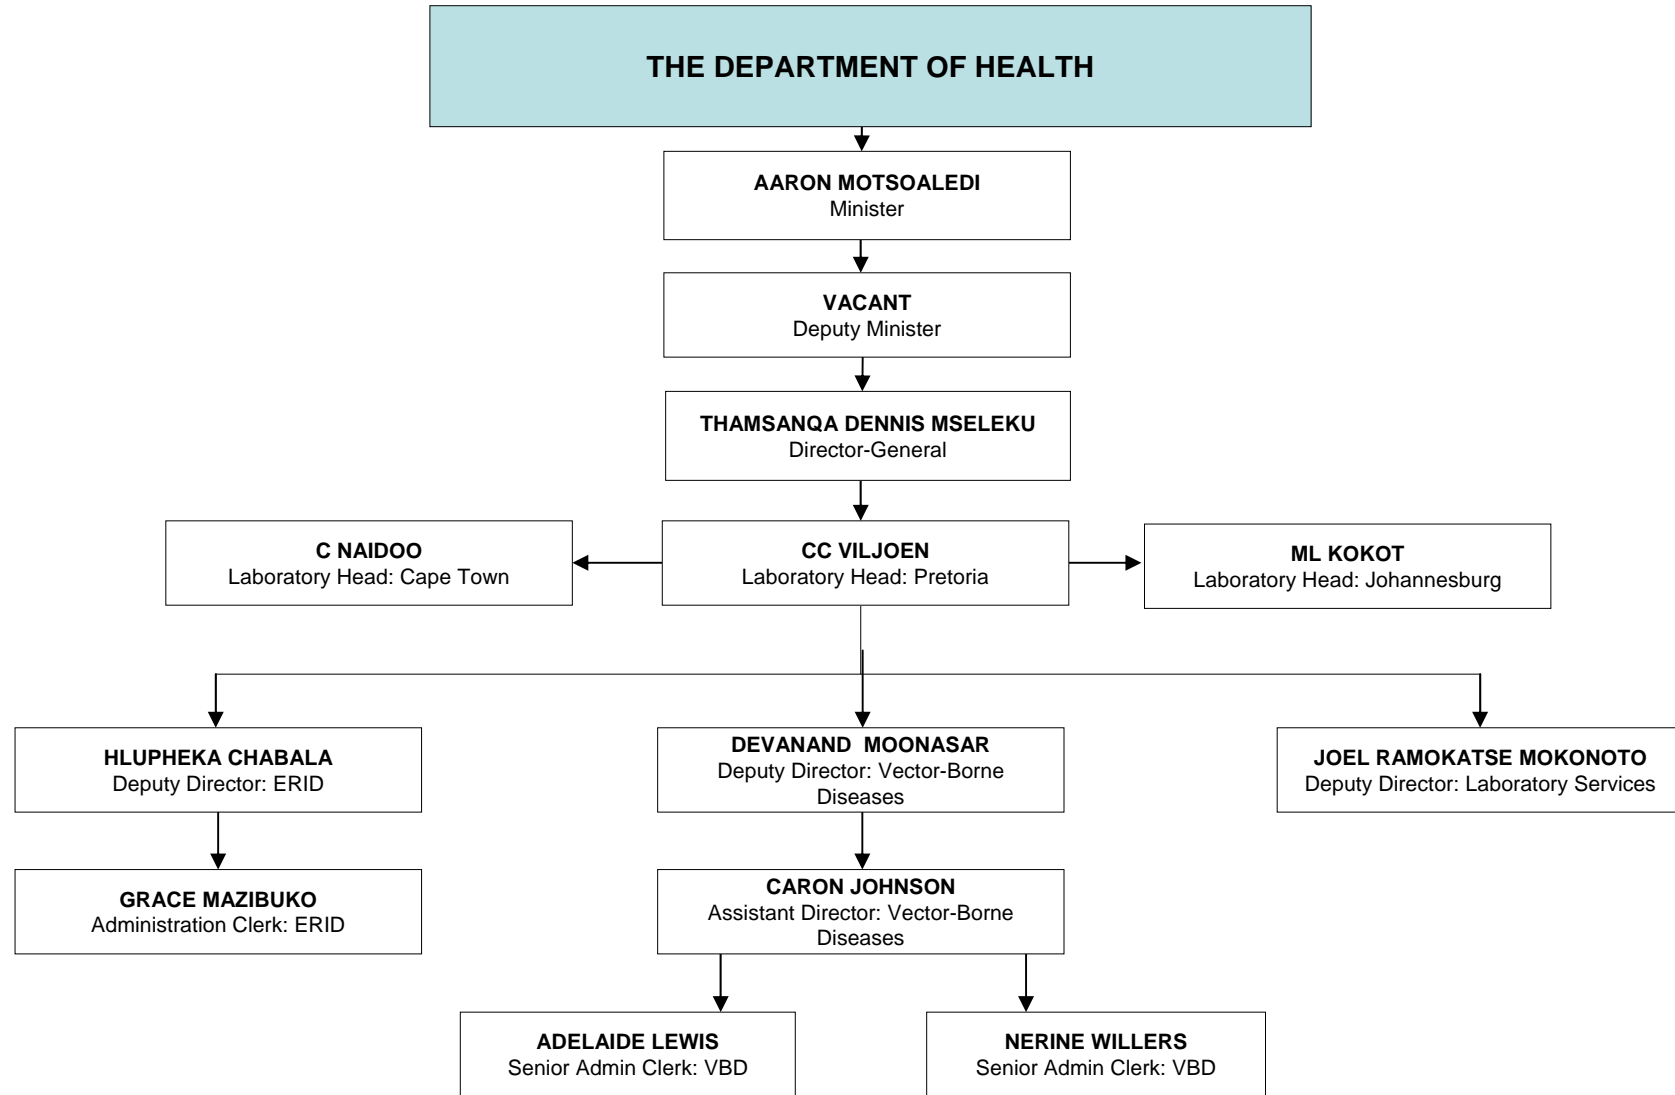 THE DEPARTMENT OF HEALTH
AARON MOTSOALEDI
Minister
VACANT
Deputy Minister
THAMSANQA DENNIS MSELEKU
Director-General
C NAIDOO
Laboratory Head: Cape Town
CC VILJOEN
Laboratory Head: Pretoria
ML KOKOT
Laboratory Head: Johannesburg
HLUPHEKA CHABALA
Deputy Director: ERID
DEVANAND  MOONASAR
Deputy Director: Vector-Borne
Diseases
JOEL RAMOKATSE MOKONOTO
Deputy Director: Laboratory Services
GRACE MAZIBUKO
Administration Clerk: ERID
CARON JOHNSON
Assistant Director: Vector-Borne
Diseases
ADELAIDE LEWIS
Senior Admin Clerk: VBD
NERINE WILLERS
Senior Admin Clerk: VBD